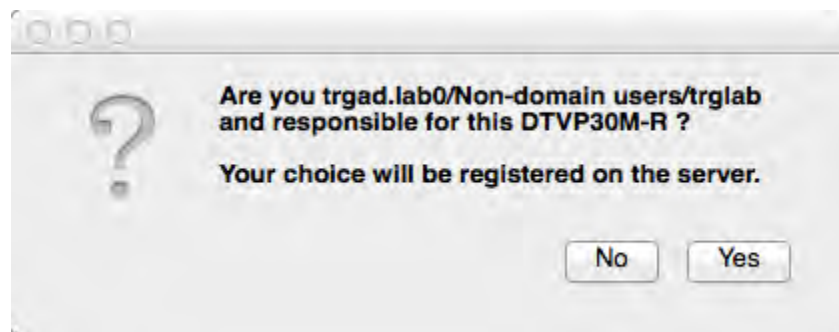 Are you trgad.lab0/Non-domain users/trglab
and responsible for this DTVP30M-R ?
Your choice will be registered on the server.
No Yes